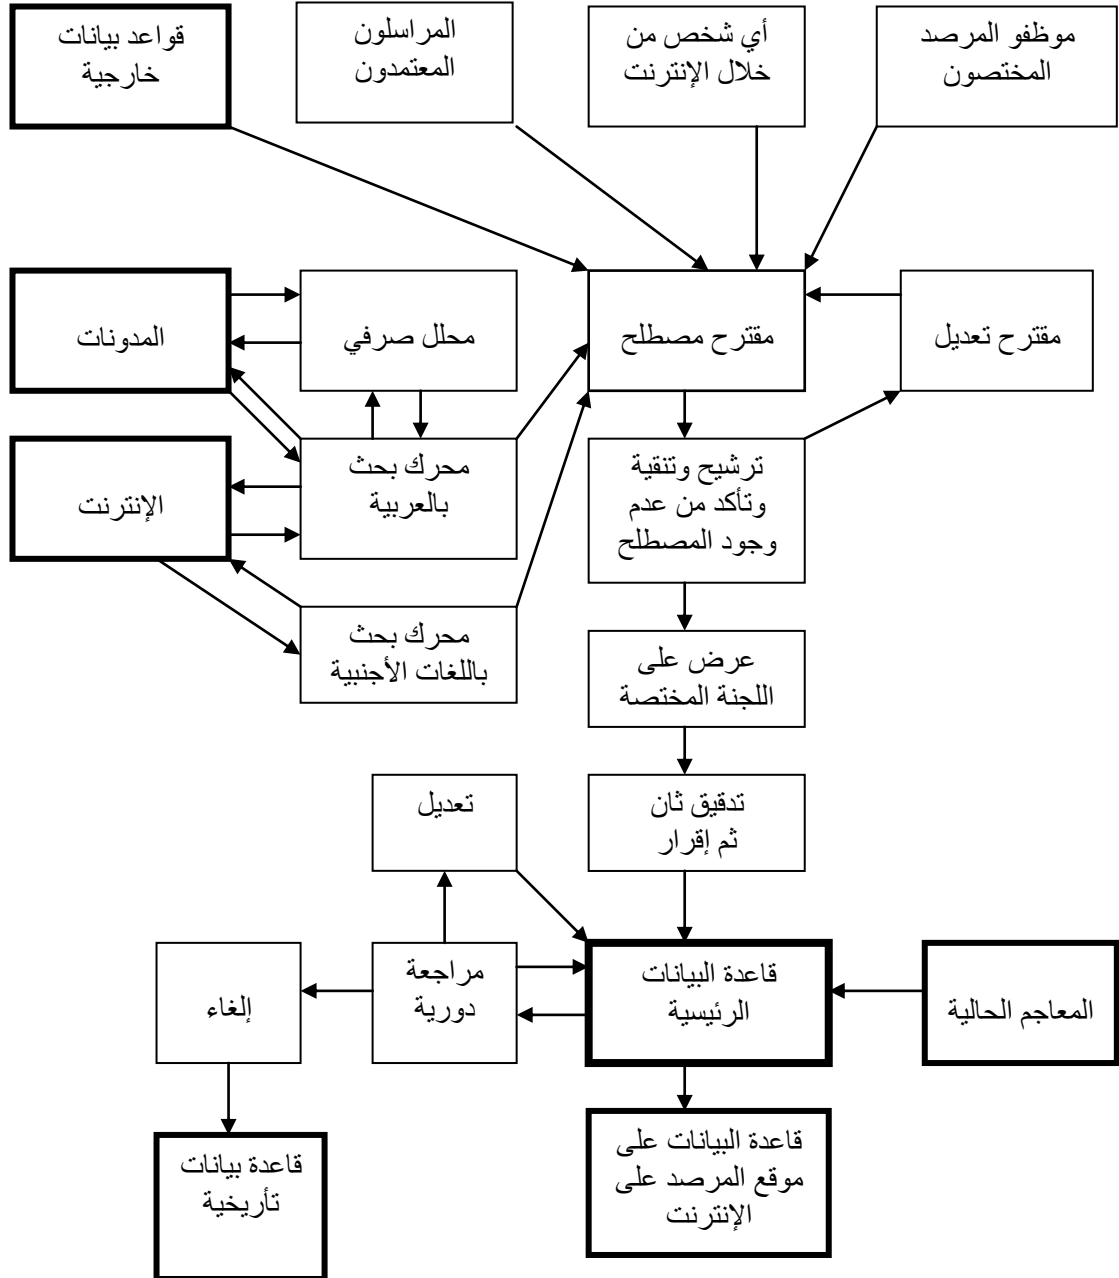 موظفو المرصد
المختصون
أي شخص من
خلال الإنترنت
المراسلون
المعتمدون
قواعد بيانات
خارجية
مقترح تعديل
مقترح مصطلح
محلل صرفي
المدونات
ترشيح وتنقية
وتأكد من عدم
وجود المصطلح
محرك بحث
بالعربية
الإنترنت
محرك بحث
باللغات الأجنبية
عرض على
اللجنة المختصة
تدقيق ثان
ثم إقرار
تعديل
المعاجم الحالية
قاعدة البيانات
الرئيسية
مراجعة
دورية
إلغاء
قاعدة البيانات على
موقع المرصد على
الإنترنت
قاعدة بيانات
تأريخية